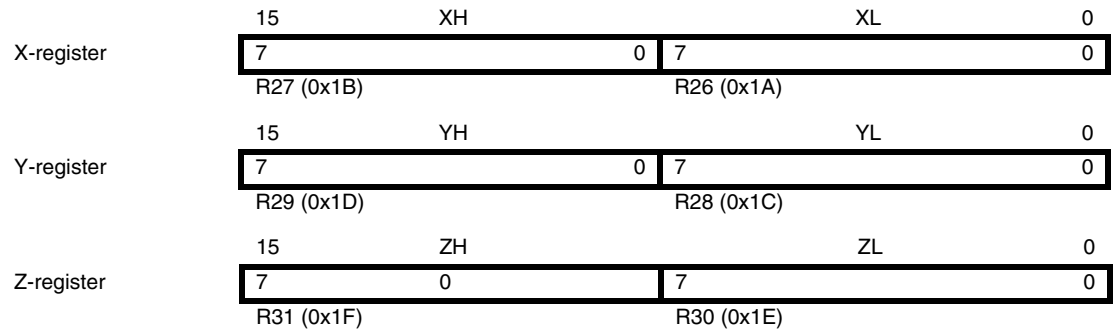 15 XH XL 0
X-register 7 0 7 0
R27 (0x1B) R26 (0x1A)
15 YH YL 0
Y-register 7 0 7 0
R29 (0x1D) R28 (0x1C)
15 ZH ZL 0
Z-register 7 0 7 0
R31 (0x1F) R30 (0x1E)